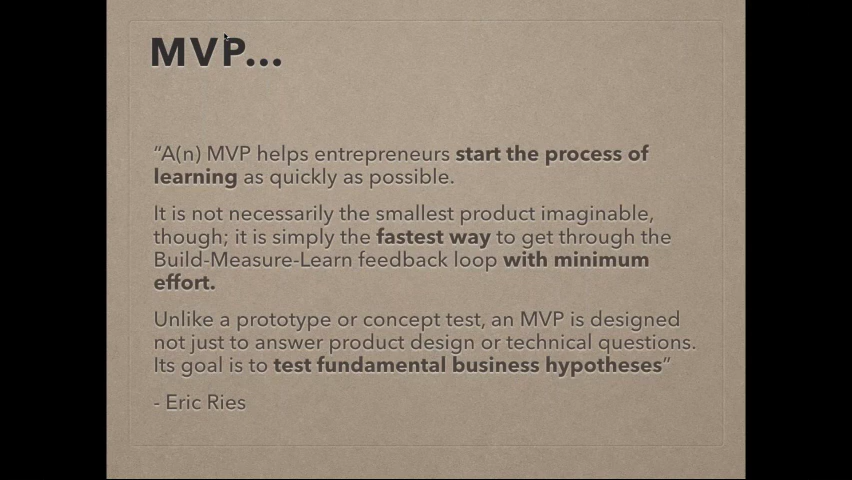 MVP...
“A(n) MVP helps entrepreneurs start the process of
learning as quickly as possible.
It is not necessarily the smallest product imaginable,
though; it is simply the fastest way to get through the
Build-Measure-Learn feedback loop with minimum
effort.
Unlike a prototype or concept test, an MVP is designed
not just to answer product design or technical questions.
Its goal is to test fundamental business hypotheses”
- Eric Ries